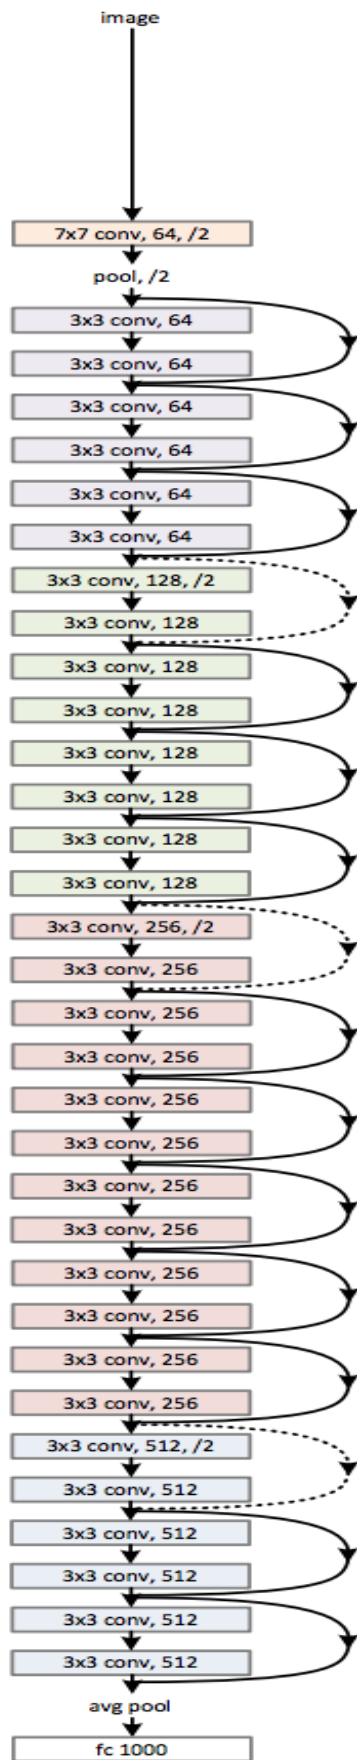 image
7x7 conv, 64, /2
pool, /2
3x3 conv, 64
3x3 conv, 64
3x3 conv, 64
3x3 conv, 64
3x3 conv, 64
3x3 conv, 64
3x3 conv, 128, /2
3x3 conv, 128
3x3 conv, 128
3x3 conv, 128
3x3 conv, 128
3x3 conv, 128
3x3 conv, 128
3x3 conv, 128
3x3 conv, 256, /2
3x3 conv, 256
3x3 conv, 256
3x3 conv, 256
3x3 conv, 256
3x3 conv, 256
3x3 conv, 256
3x3 conv, 256
3x3 conv, 256
3x3 conv, 256
3x3 conv, 256
3x3 conv, 256
3x3 conv, 512, /2
3x3 conv, 512
3x3 conv, 512
3x3 conv, 512
3x3 conv, 512
3x3 conv, 512
avg pool
fc 1000